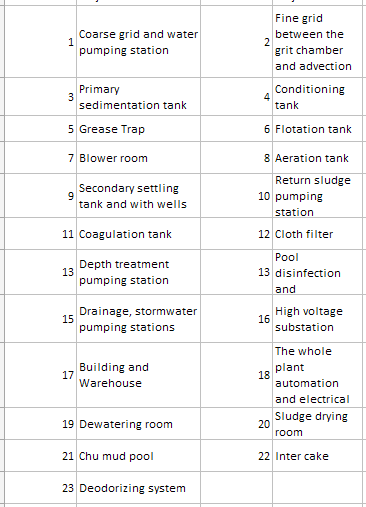 1 Coarse grid and water
pumping station
2 Fine grid
between the
grit chamber
and advection
3 Primary
sedimentation tank
4 Conditioning
tank
5 Grease Trap
6 Flotation tank
7 Blower room
8 Aeration tank
9 Secondary settling
tank and with wells
10 Return sludge
pumping
station
11 Coagulation tank
12 Cloth filter
13 Depth treatment
pumping station
13 Pool
disinfection
and
15 Drainage, stormwater
pumping stations
16 High voltage
substation
17 Building and
Warehouse
18 The whole
plant
automation
and electrical
19 Dewatering room
20 Sludge drying
room
21 Chu mud pool
22 Inter cake
23 Deodorizing system